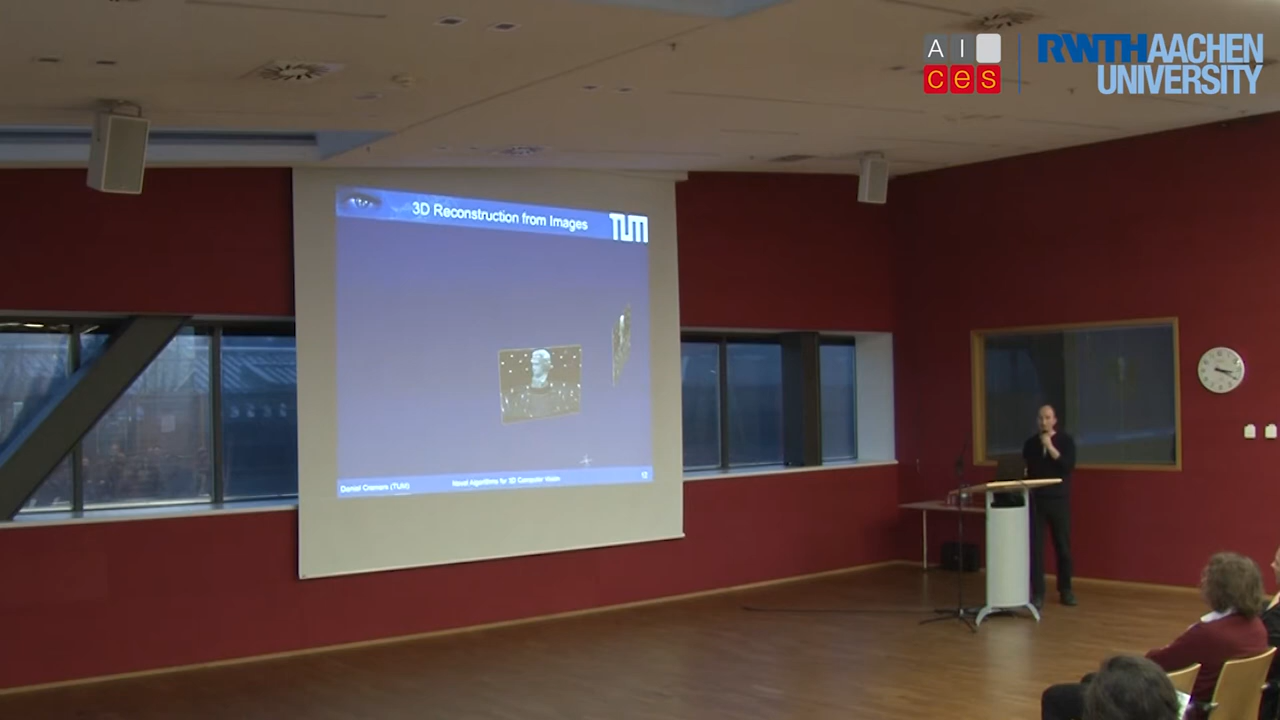 AI
ces
RWTHAACHEN
UNIVERSITY
3D Reconstruction from Images
TUM
Daniel Cremers (TUM)
Novel Algorithms for 3D Computer Vision
12